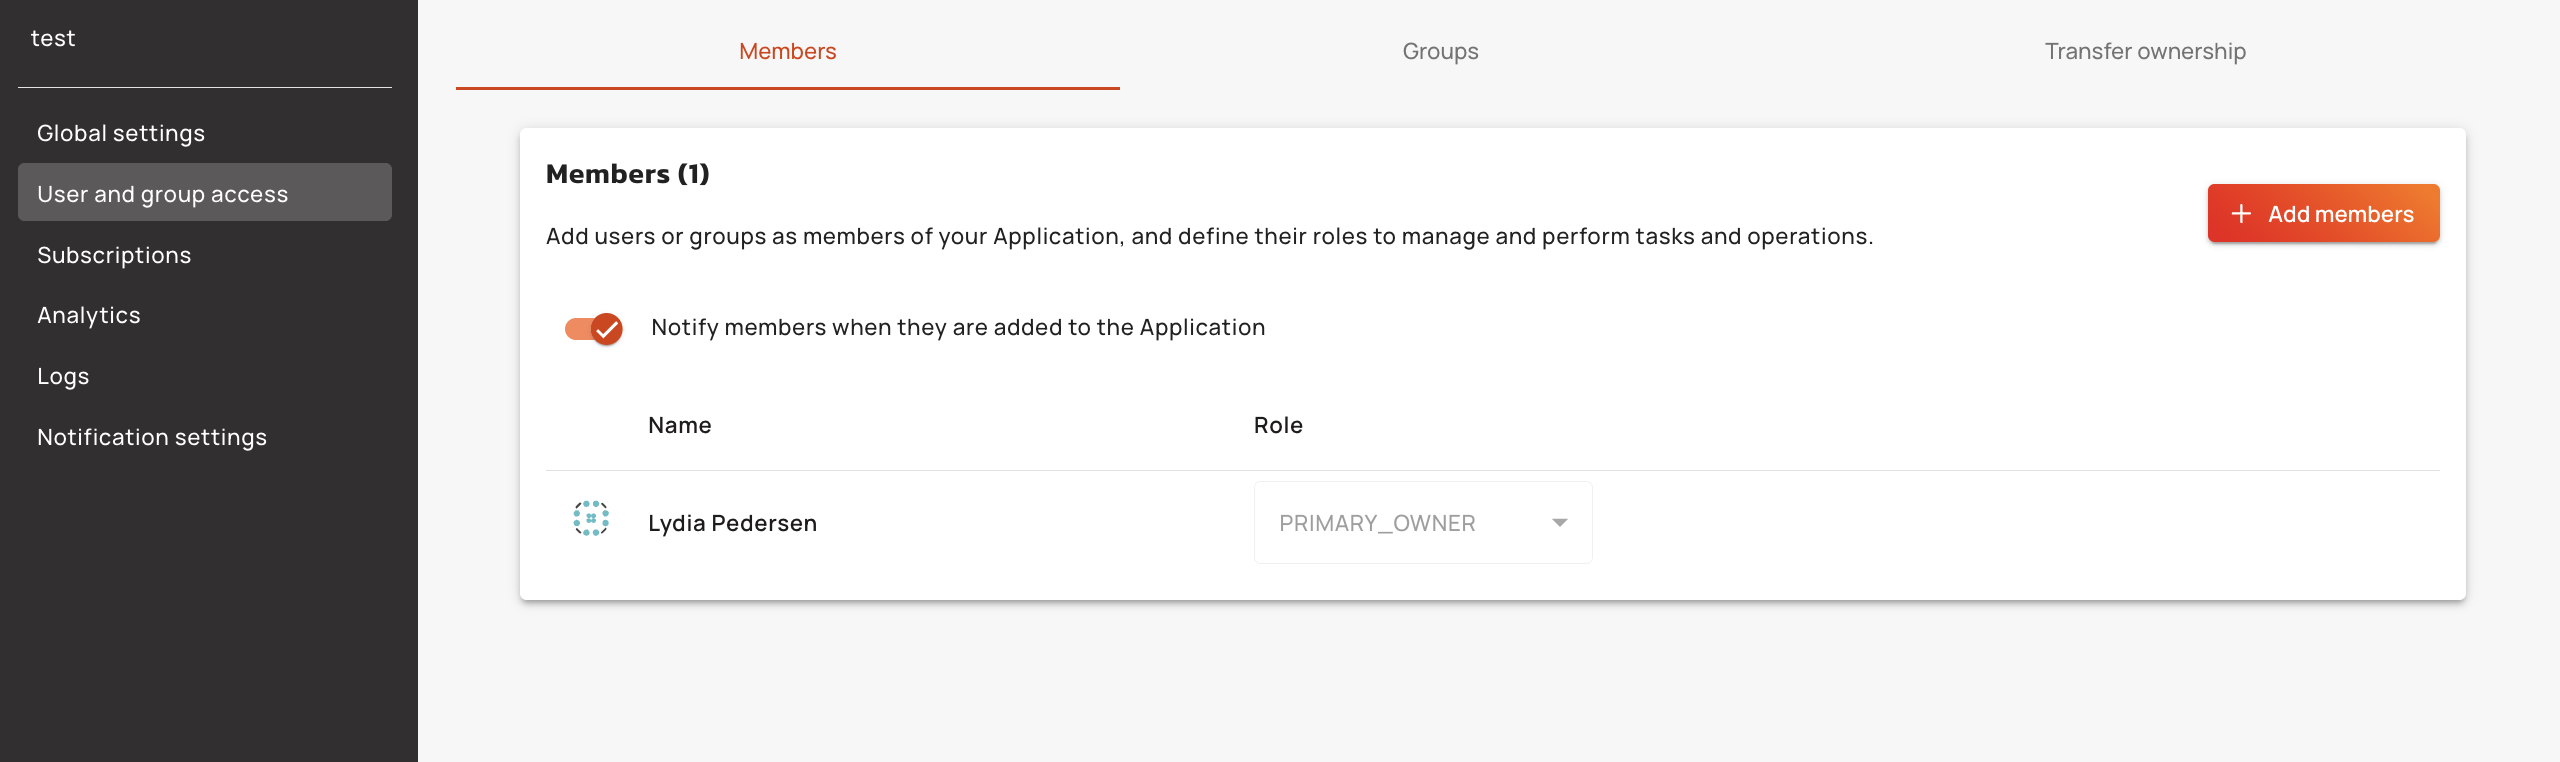 test
Global settings
User and group access
Subscriptions
Analytics
Logs
Notification settings
Members
Groups
Transfer ownership
Members (1)
Add users or groups as members of your Application, and define their roles to manage and perform tasks and operations.
Add members
Notify members when they are added to the Application
Name Role
Lydia Pedersen PRIMARY_OWNER